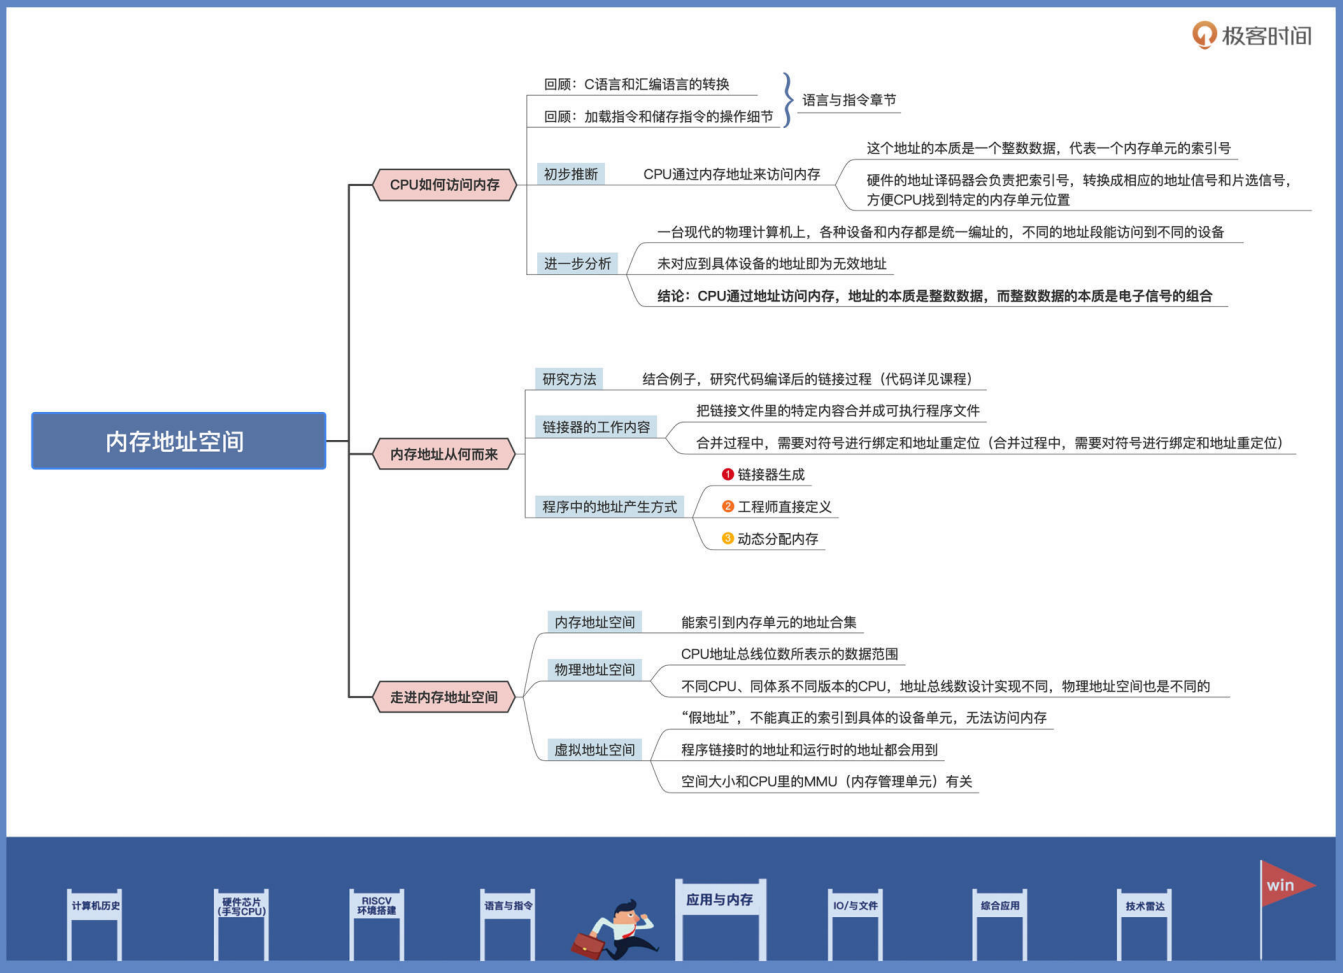 极客时间
内存地址空间
CPU如何访问内存
回顾：C语言和汇编语言的转换
回顾：加载指令和储存指令的操作细节
语言与指令章节
初步推断
CPU通过内存地址来访问内存
这个地址的本质是一个整数数据，代表一个内存单元的索引号
硬件的地址译码器会负责把索引号，转换成相应的地址信号和片选信号，
方便CPU找到特定的内存单元位置
进一步分析
一台现代的物理计算机上，各种设备和内存都是统一编址的，不同的地址段能访问到不同的设备
未对应到具体设备的地址即为无效地址
结论：CPU通过地址访问内存，地址的本质是整数数据，而整数数据的本质是电子信号的组合
内存地址从何而来
研究方法
结合例子，研究代码编译后的链接过程（代码详见课程）
链接器的工作内容
把链接文件里的特定内容合并成可执行程序文件
合并过程中，需要对符号进行绑定和地址重定位（合并过程中，需要对符号进行绑定和地址重定位）
程序中的地址产生方式
1 链接器生成
2 工程师直接定义
3 动态分配内存
走进内存地址空间
内存地址空间
能索引到内存单元的地址合集
物理地址空间
CPU地址总线位数所表示的数据范围
不同CPU、同体系不同版本的CPU，地址总线数设计实现不同，物理地址空间也是不同的
虚拟地址空间
“假地址”，不能真正的索引到具体的设备单元，无法访问内存
程序链接时的地址和运行时的地址都会用到
空间大小和CPU里的MMU（内存管理单元）有关
计算机历史
硬件芯片
(手写CPU)
RISCV
环境搭建
语言与指令
应用与内存
IO/与文件
综合应用
技术雷达
win